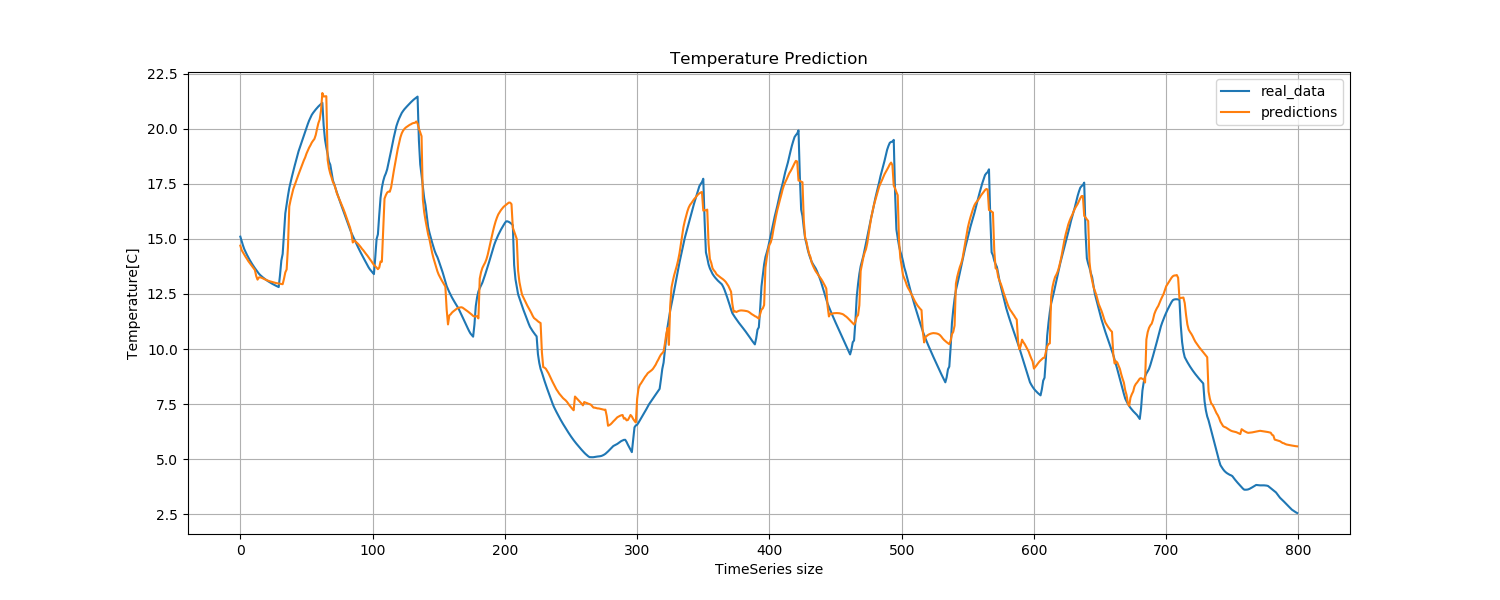 Temperature Prediction
22.5
20.0
17.5
15.0
12.5
10.0
7.5
5.0
2.5
Temperature[C]
real_data
predictions
0 100 200 300 400 500 600 700 800
TimeSeries size